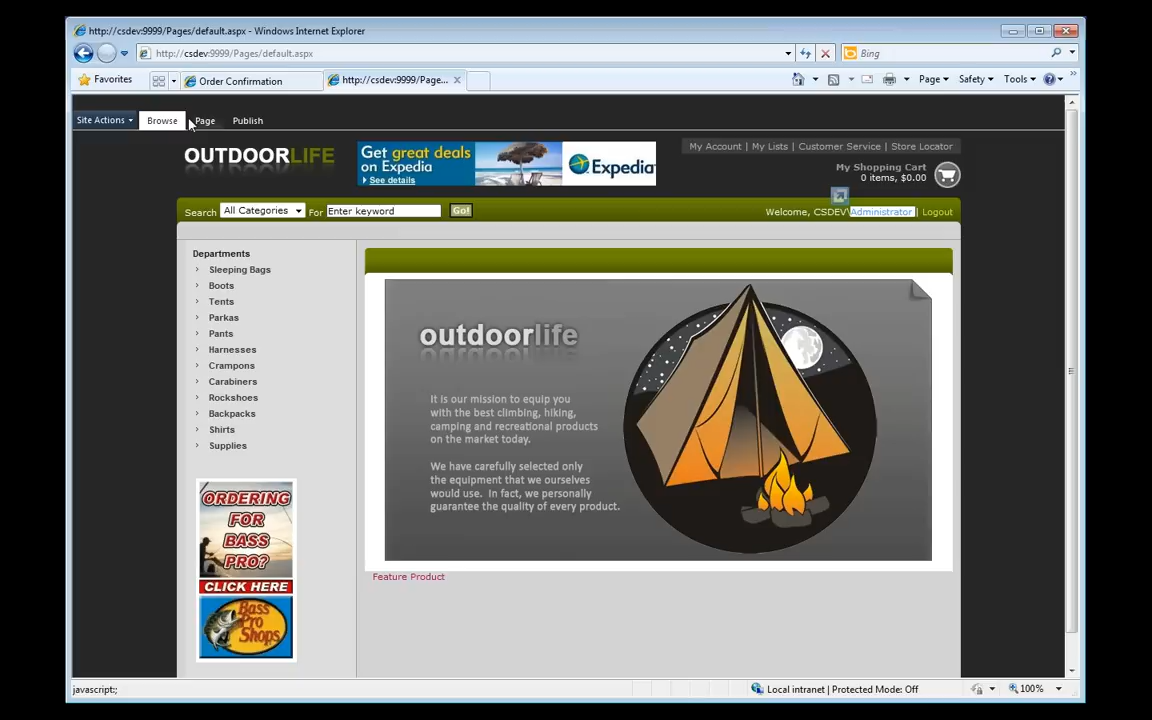 http://csdev:9999/Pages/default.aspx - Windows Internet Explorer
http://csdev:9999/Pages/default.aspx
Bing
Favorites
Order Confirmation
http://csdev:9999/Page...
Page
Safety
Tools
Site Actions
Browse
Page
Publish
OUTDOORLIFE
Get great deals
on Expedia
See details
Expedia
My Account | My Lists | Customer Service | Store Locator
My Shopping Cart
0 items, $0.00
Search
All Categories
For
Enter keyword
Go!
Welcome, CSDEV\Administrator | Logout
Departments
Sleeping Bags
Boots
Tents
Parkas
Pants
Harnesses
Crampons
Carabiners
Rockshoes
Backpacks
Shirts
Supplies
outdoorlife
It is our mission to equip you
with the best climbing, hiking,
camping and recreational products
on the market today.
We have carefully selected only
the equipment that we ourselves
would use. In fact, we personally
guarantee the quality of every product.
ORDERING
FOR
BASS
PRO?
CLICK HERE
Bass
Pro
Shops
Feature Product
javascript:;
Local intranet | Protected Mode: Off
100%